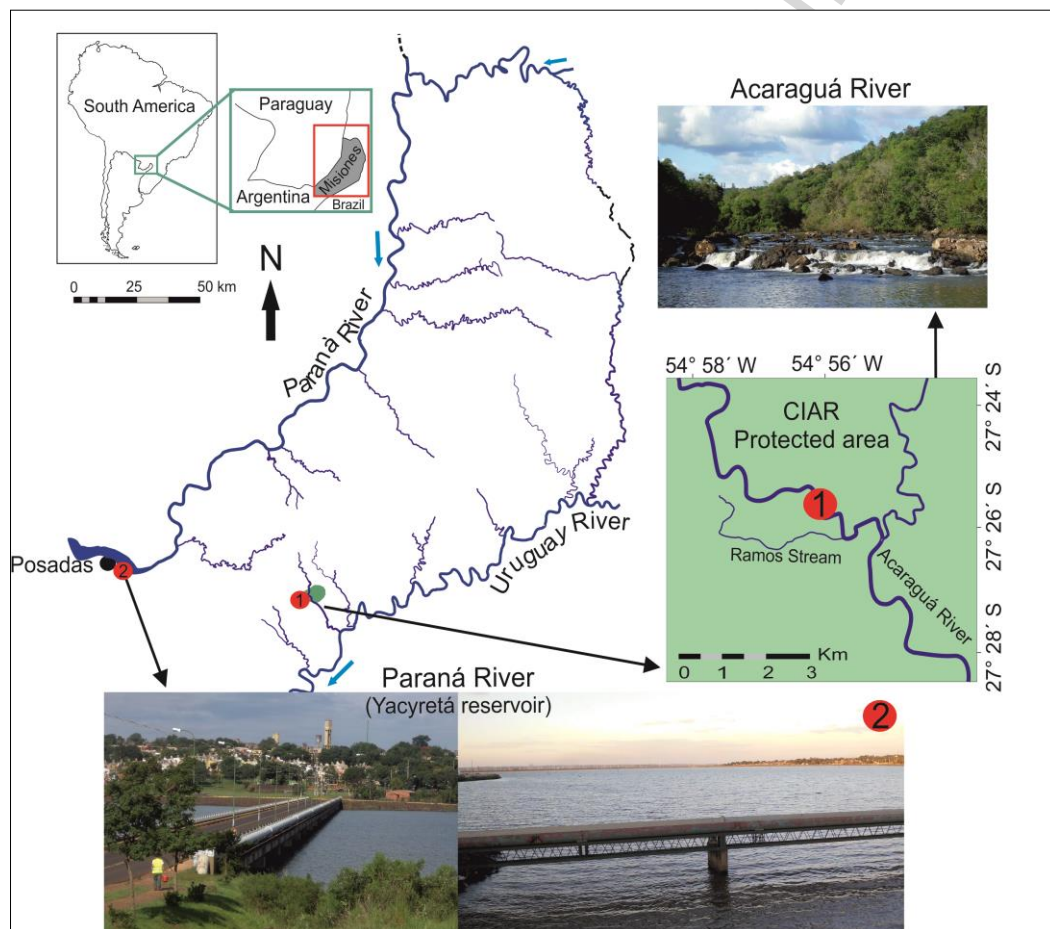 South America
Paraguay
Misiones
Argentina
Brazil
N
0 25 50 km
Paranà River
Uruguay River
Posadas
2
1
Acaraguá River
54° 58´ W 54° 56´ W
27° 24´ S
27° 26´ S
27° 28´ S
CIAR
Protected area
1
Ramos Stream
Acaraguá River
0 1 2 3 Km
Paraná River
(Yacyretá reservoir)
2